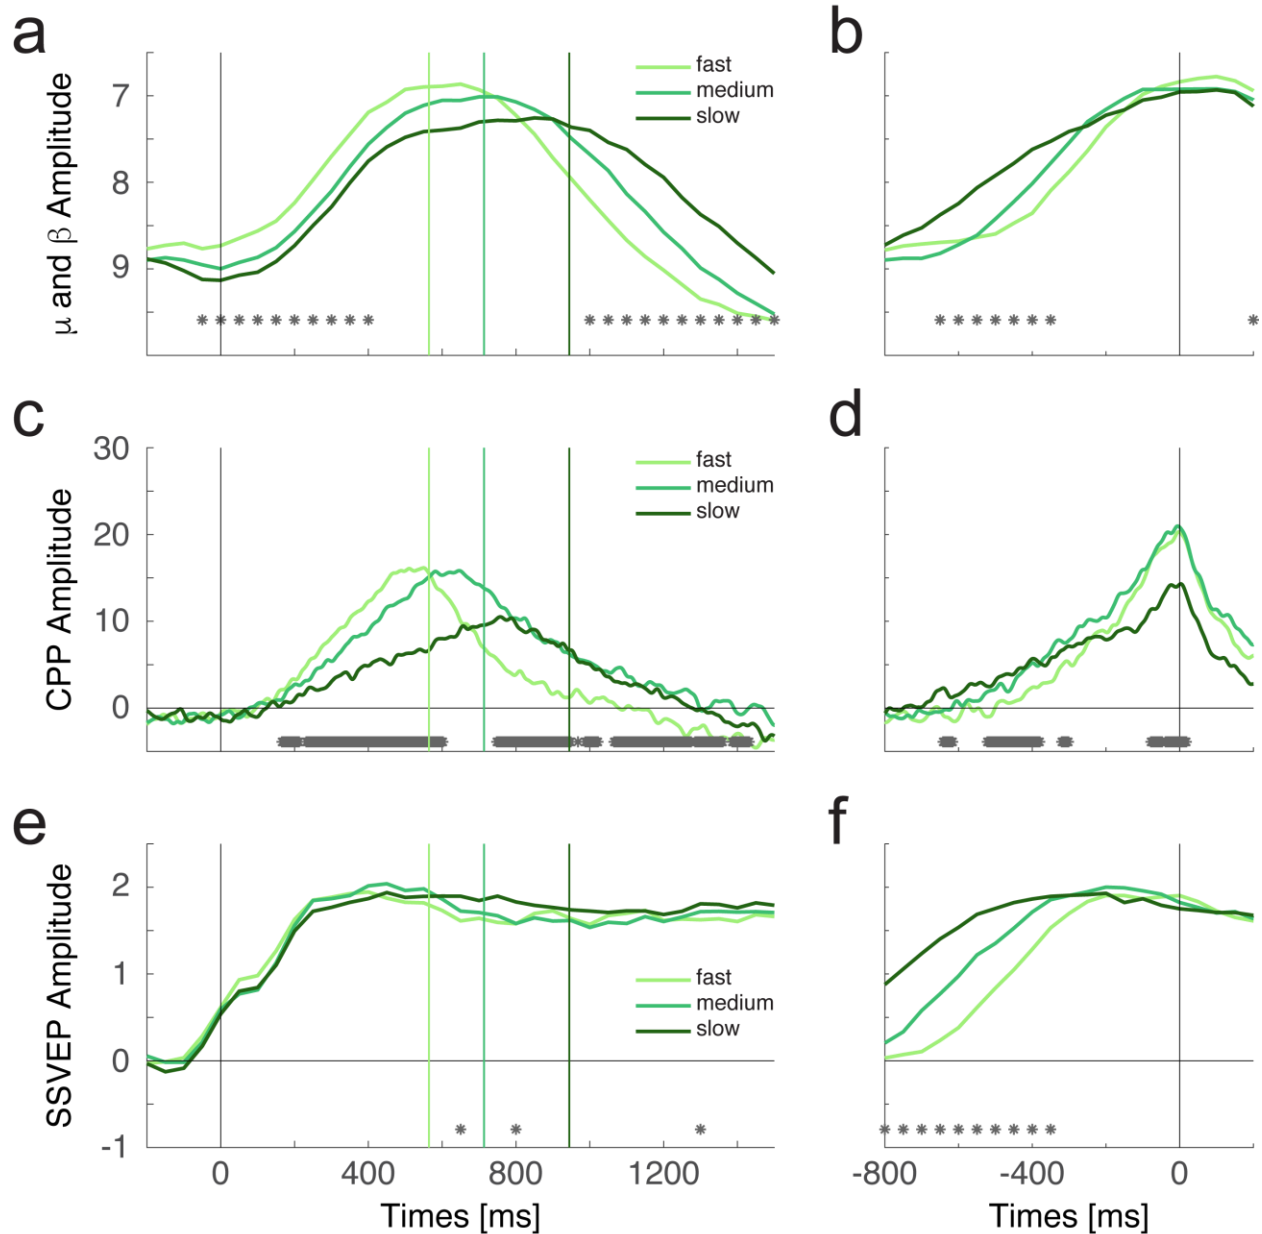 a
b
μ and β Amplitude
7
8
9
fast
medium
slow
c
d
CPP Amplitude
30
20
10
0
fast
medium
slow
e
f
SSVEP Amplitude
2
1
0
-1
fast
medium
slow
0 400 800 1200
-800 -400 0
Times [ms]
Times [ms]